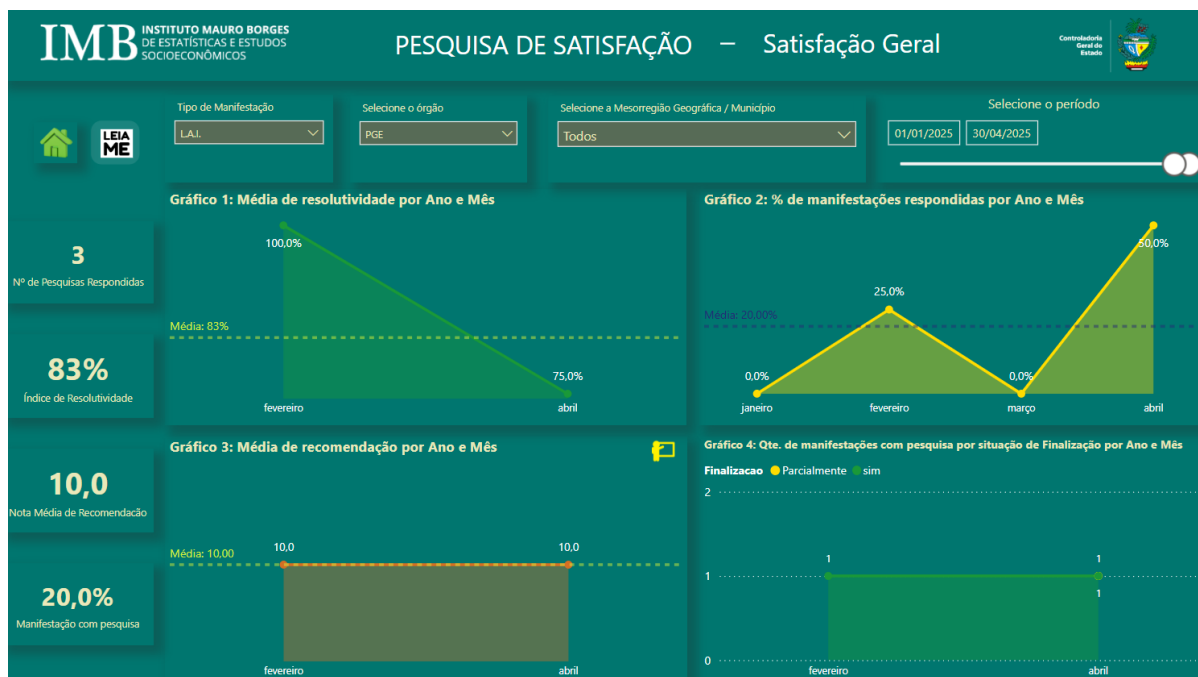 IMB
INSTITUTO MAURO BORGES
DE ESTATÍSTICAS E ESTUDOS
SOCIOECONÔMICOS
PESQUISA DE SATISFAÇÃO – Satisfação Geral
Controladoria
Geral do
Estado
LEIA
ME
Tipo de Manifestação
L.A.I.
Selecione o órgão
PGE
Selecione a Mesorregião Geográfica / Município
Todos
Selecione o período
01/01/2025 30/04/2025
3
Nº de Pesquisas Respondidas
83%
Índice de Resolutividade
10,0
Nota Média de Recomendacão
20,0%
Manifestação com pesquisa
Gráfico 1: Média de resolutividade por Ano e Mês
100,0%
Média: 83%
75,0%
fevereiro abril
Gráfico 2: % de manifestações respondidas por Ano e Mês
50,0%
25,0%
Média: 20,00%
0,0% 0,0%
janeiro fevereiro março abril
Gráfico 3: Média de recomendação por Ano e Mês
Média: 10,00
10,0 10,0
fevereiro abril
Gráfico 4: Qte. de manifestações com pesquisa por situação de Finalização por Ano e Mês
Finalizacao Parcialmente sim
2
1 1
1
1
0
fevereiro abril